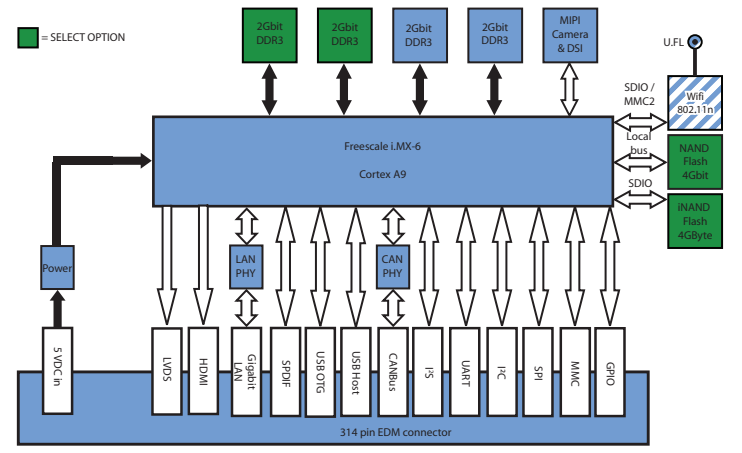 = SELECT OPTION
2Gbit
DDR3
2Gbit
DDR3
2Gbit
DDR3
2Gbit
DDR3
MIPI
Camera
& DSI
U.FL
SDIO /
MMC2
Wifi
802.11n
Local
bus
NAND
Flash
4Gbit
SDIO
iNAND
Flash
4GByte
Freescale i.MX-6
Cortex A9
Power
LAN
PHY
CAN
PHY
5 VDC in
LVDS
HDMI
Gigabit
LAN
SPDIF
USB OTG
USB Host
CANBus
I²S
UART
I²C
SPI
MMC
GPIO
314 pin EDM connector